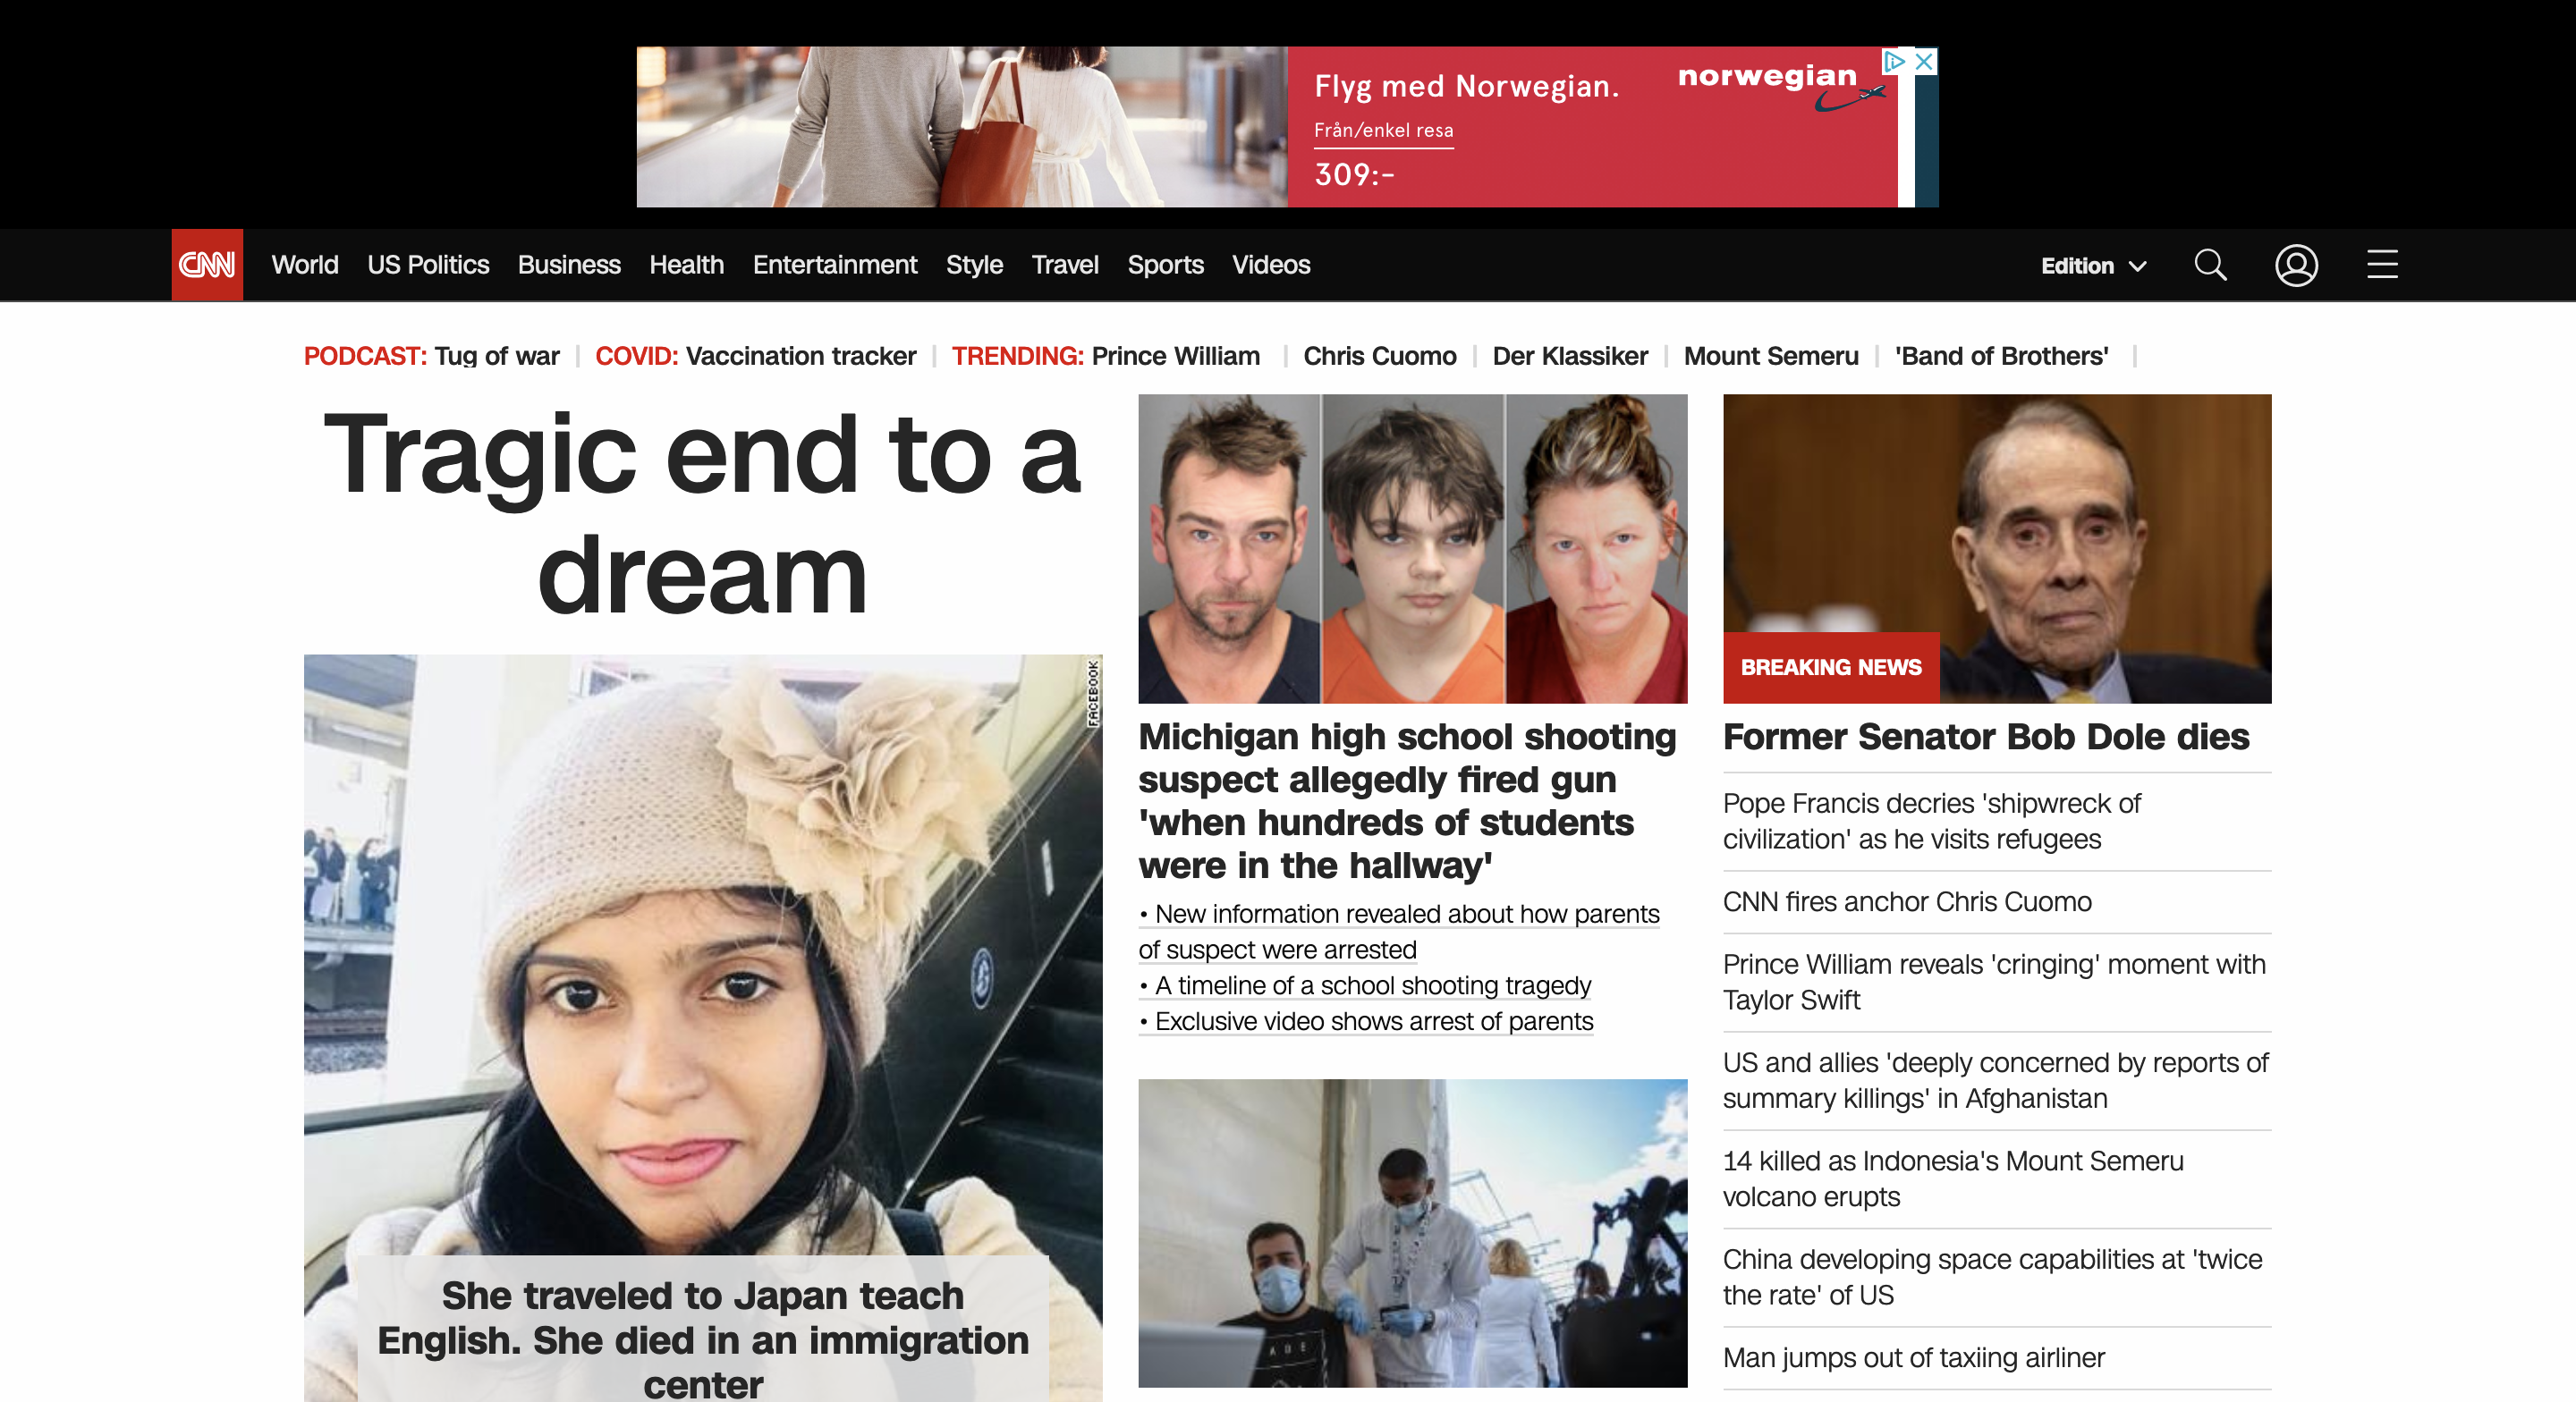 Flyg med Norwegian.
Från/enkel resa
309:-
norwegian
CNN World US Politics Business Health Entertainment Style Travel Sports Videos Edition
PODCAST: Tug of war | COVID: Vaccination tracker | TRENDING: Prince William | Chris Cuomo | Der Klassiker | Mount Semeru | 'Band of Brothers' |
Tragic end to a
dream
FACEBOOK
She traveled to Japan teach
English. She died in an immigration
center
Michigan high school shooting
suspect allegedly fired gun
'when hundreds of students
were in the hallway'
• New information revealed about how parents
of suspect were arrested
• A timeline of a school shooting tragedy
• Exclusive video shows arrest of parents
BREAKING NEWS
Former Senator Bob Dole dies
Pope Francis decries 'shipwreck of
civilization' as he visits refugees
CNN fires anchor Chris Cuomo
Prince William reveals 'cringing' moment with
Taylor Swift
US and allies 'deeply concerned by reports of
summary killings' in Afghanistan
14 killed as Indonesia's Mount Semeru
volcano erupts
China developing space capabilities at 'twice
the rate' of US
Man jumps out of taxiing airliner